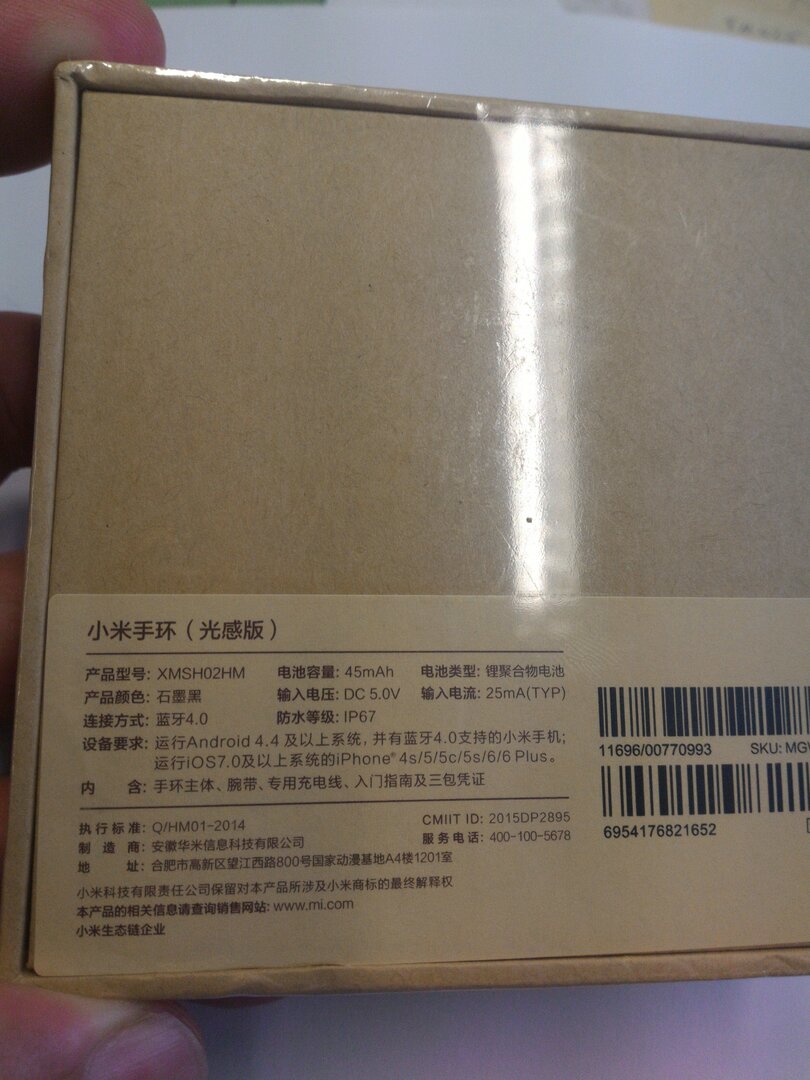 小米手环（光感版）
产品型号: XMSH02HM 电池容量: 45mAh 电池类型: 锂聚合物电池
产品颜色: 石墨黑 输入电压: DC 5.0V 输入电流: 25mA(TYP)
连接方式: 蓝牙4.0 防水等级: IP67
设备要求: 运行Android 4.4 及以上系统, 并有蓝牙4.0支持的小米手机;
运行iOS7.0及以上系统的iPhone® 4s/5/5c/5s/6/6 Plus。
内 含: 手环主体、腕带、专用充电线、入门指南及三包凭证
11696/00770993 SKU: MG
6954176821652
执行标准: Q/HM01-2014 CMIIT ID: 2015DP2895
制 造 商: 安徽华米信息科技有限公司 服务电话: 400-100-5678
地 址: 合肥市高新区望江西路800号国家动漫基地A4楼1201室
小米科技有限责任公司保留对本产品所涉及小米商标的最终解释权
本产品的相关信息请查询销售网站: www.mi.com
小米生态链企业